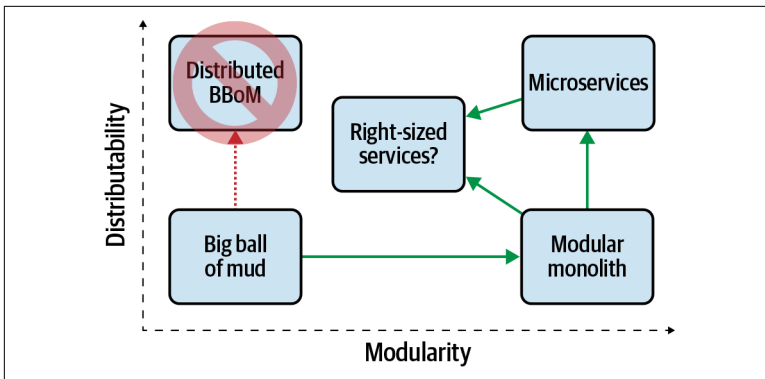 Distributed
BBoM
Microservices
Right-sized
services?
Distributability
Big ball
of mud
Modular
monolith
Modularity